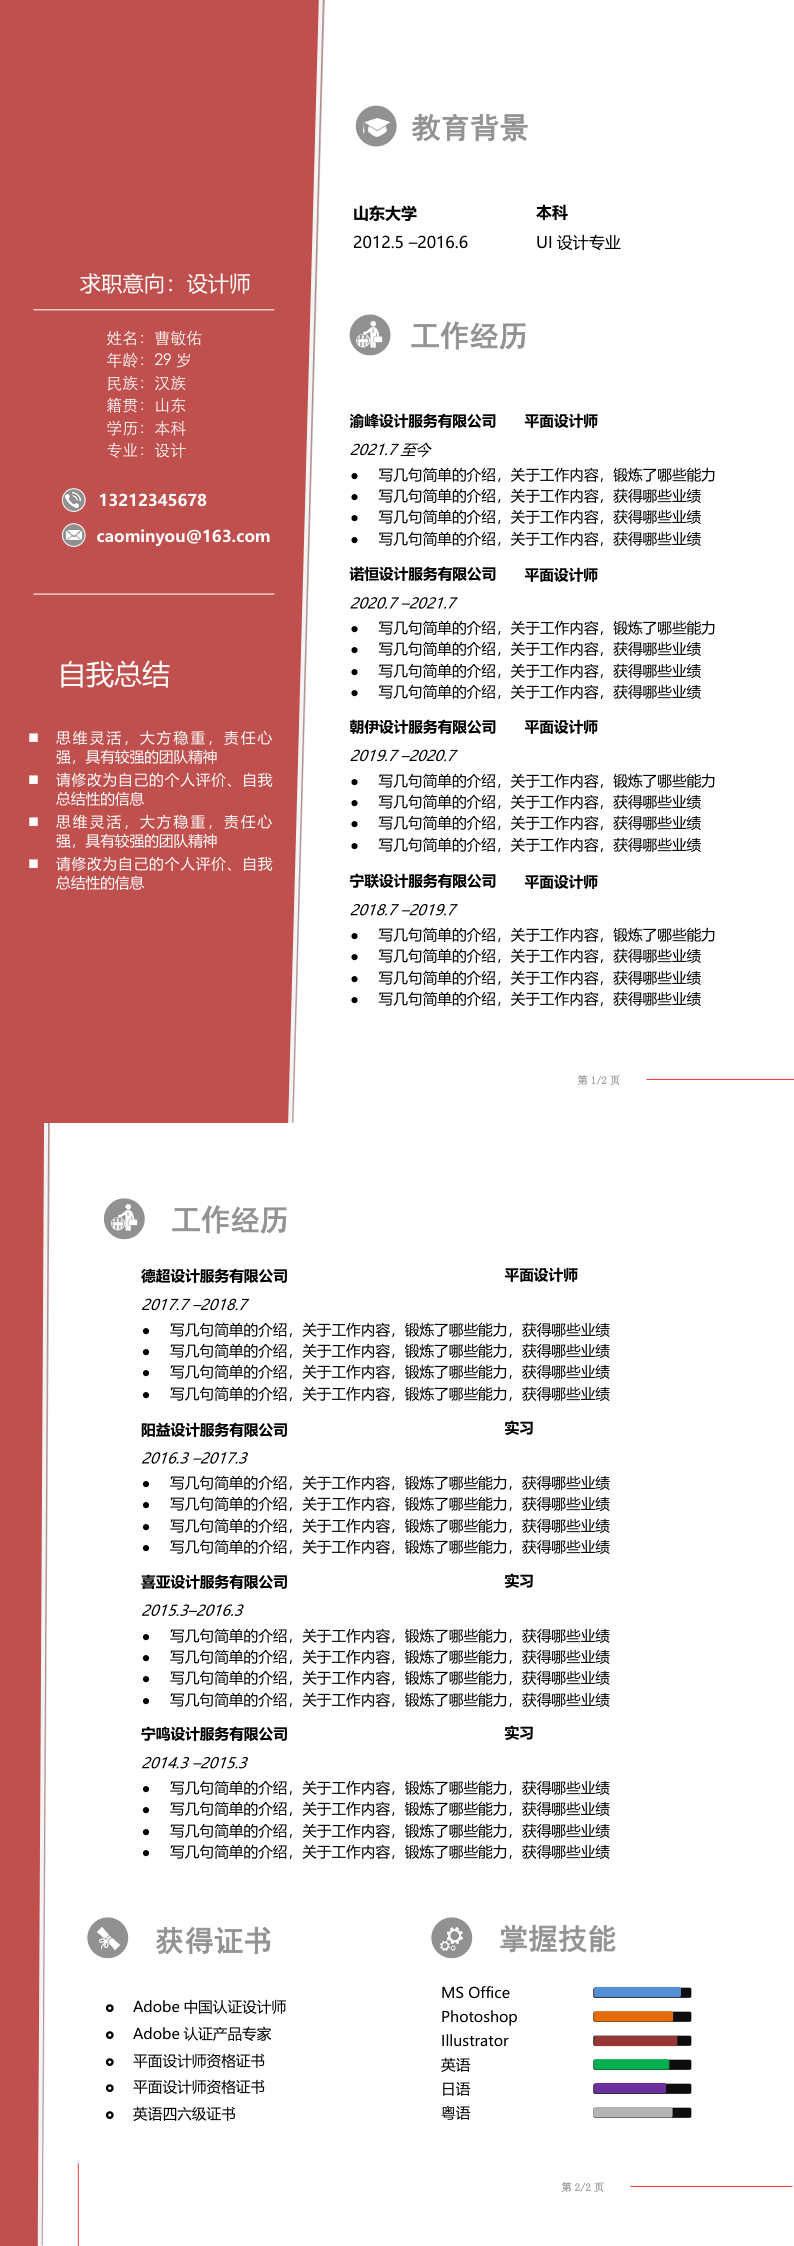 求职意向：设计师
姓名：曹敏佑
年龄：29 岁
民族：汉族
籍贯：山东
学历：本科
专业：设计
13212345678
caominyou@163.com
自我总结
■ 思维灵活，大方稳重，责任心
强，具有较强的团队精神
■ 请修改为自己的个人评价、自我
总结性的信息
■ 思维灵活，大方稳重，责任心
强，具有较强的团队精神
■ 请修改为自己的个人评价、自我
总结性的信息
教育背景
山东大学 本科
2012.5 –2016.6 UI 设计专业
工作经历
渝峰设计服务有限公司 平面设计师
2021.7 至今
● 写几句简单的介绍，关于工作内容，锻炼了哪些能力
● 写几句简单的介绍，关于工作内容，获得哪些业绩
● 写几句简单的介绍，关于工作内容，获得哪些业绩
● 写几句简单的介绍，关于工作内容，获得哪些业绩
诺恒设计服务有限公司 平面设计师
2020.7 –2021.7
● 写几句简单的介绍，关于工作内容，锻炼了哪些能力
● 写几句简单的介绍，关于工作内容，获得哪些业绩
● 写几句简单的介绍，关于工作内容，获得哪些业绩
● 写几句简单的介绍，关于工作内容，获得哪些业绩
朝伊设计服务有限公司 平面设计师
2019.7 –2020.7
● 写几句简单的介绍，关于工作内容，锻炼了哪些能力
● 写几句简单的介绍，关于工作内容，获得哪些业绩
● 写几句简单的介绍，关于工作内容，获得哪些业绩
● 写几句简单的介绍，关于工作内容，获得哪些业绩
宁联设计服务有限公司 平面设计师
2018.7 –2019.7
● 写几句简单的介绍，关于工作内容，锻炼了哪些能力
● 写几句简单的介绍，关于工作内容，获得哪些业绩
● 写几句简单的介绍，关于工作内容，获得哪些业绩
● 写几句简单的介绍，关于工作内容，获得哪些业绩
第 1/2 页
工作经历
德超设计服务有限公司 平面设计师
2017.7 –2018.7
● 写几句简单的介绍，关于工作内容，锻炼了哪些能力，获得哪些业绩
● 写几句简单的介绍，关于工作内容，锻炼了哪些能力，获得哪些业绩
● 写几句简单的介绍，关于工作内容，锻炼了哪些能力，获得哪些业绩
● 写几句简单的介绍，关于工作内容，锻炼了哪些能力，获得哪些业绩
阳益设计服务有限公司 实习
2016.3 –2017.3
● 写几句简单的介绍，关于工作内容，锻炼了哪些能力，获得哪些业绩
● 写几句简单的介绍，关于工作内容，锻炼了哪些能力，获得哪些业绩
● 写几句简单的介绍，关于工作内容，锻炼了哪些能力，获得哪些业绩
● 写几句简单的介绍，关于工作内容，锻炼了哪些能力，获得哪些业绩
喜亚设计服务有限公司 实习
2015.3–2016.3
● 写几句简单的介绍，关于工作内容，锻炼了哪些能力，获得哪些业绩
● 写几句简单的介绍，关于工作内容，锻炼了哪些能力，获得哪些业绩
● 写几句简单的介绍，关于工作内容，锻炼了哪些能力，获得哪些业绩
● 写几句简单的介绍，关于工作内容，锻炼了哪些能力，获得哪些业绩
宁鸣设计服务有限公司 实习
2014.3 –2015.3
● 写几句简单的介绍，关于工作内容，锻炼了哪些能力，获得哪些业绩
● 写几句简单的介绍，关于工作内容，锻炼了哪些能力，获得哪些业绩
● 写几句简单的介绍，关于工作内容，锻炼了哪些能力，获得哪些业绩
● 写几句简单的介绍，关于工作内容，锻炼了哪些能力，获得哪些业绩
获得证书
Adobe 中国认证设计师
Adobe 认证产品专家
平面设计师资格证书
平面设计师资格证书
英语四六级证书
掌握技能
MS Office
Photoshop
Illustrator
英语
日语
粤语
第 2/2 页